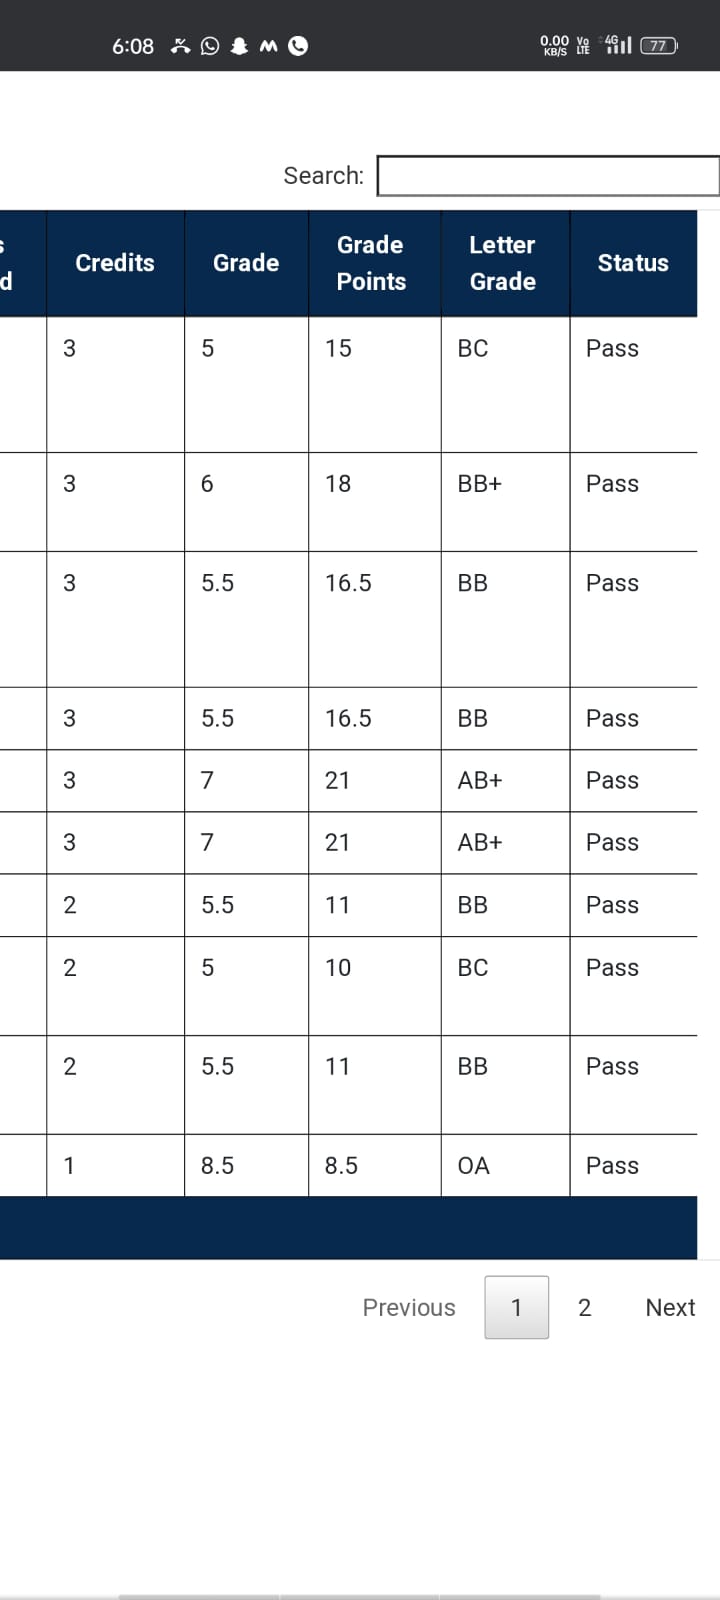 6:08 0.00 KB/S Vo LTE 4G 77
Search:
s
d Credits Grade Grade Points Letter Grade Status
3 5 15 BC Pass
3 6 18 BB+ Pass
3 5.5 16.5 BB Pass
3 5.5 16.5 BB Pass
3 7 21 AB+ Pass
3 7 21 AB+ Pass
2 5.5 11 BB Pass
2 5 10 BC Pass
2 5.5 11 BB Pass
1 8.5 8.5 OA Pass
Previous 1 2 Next